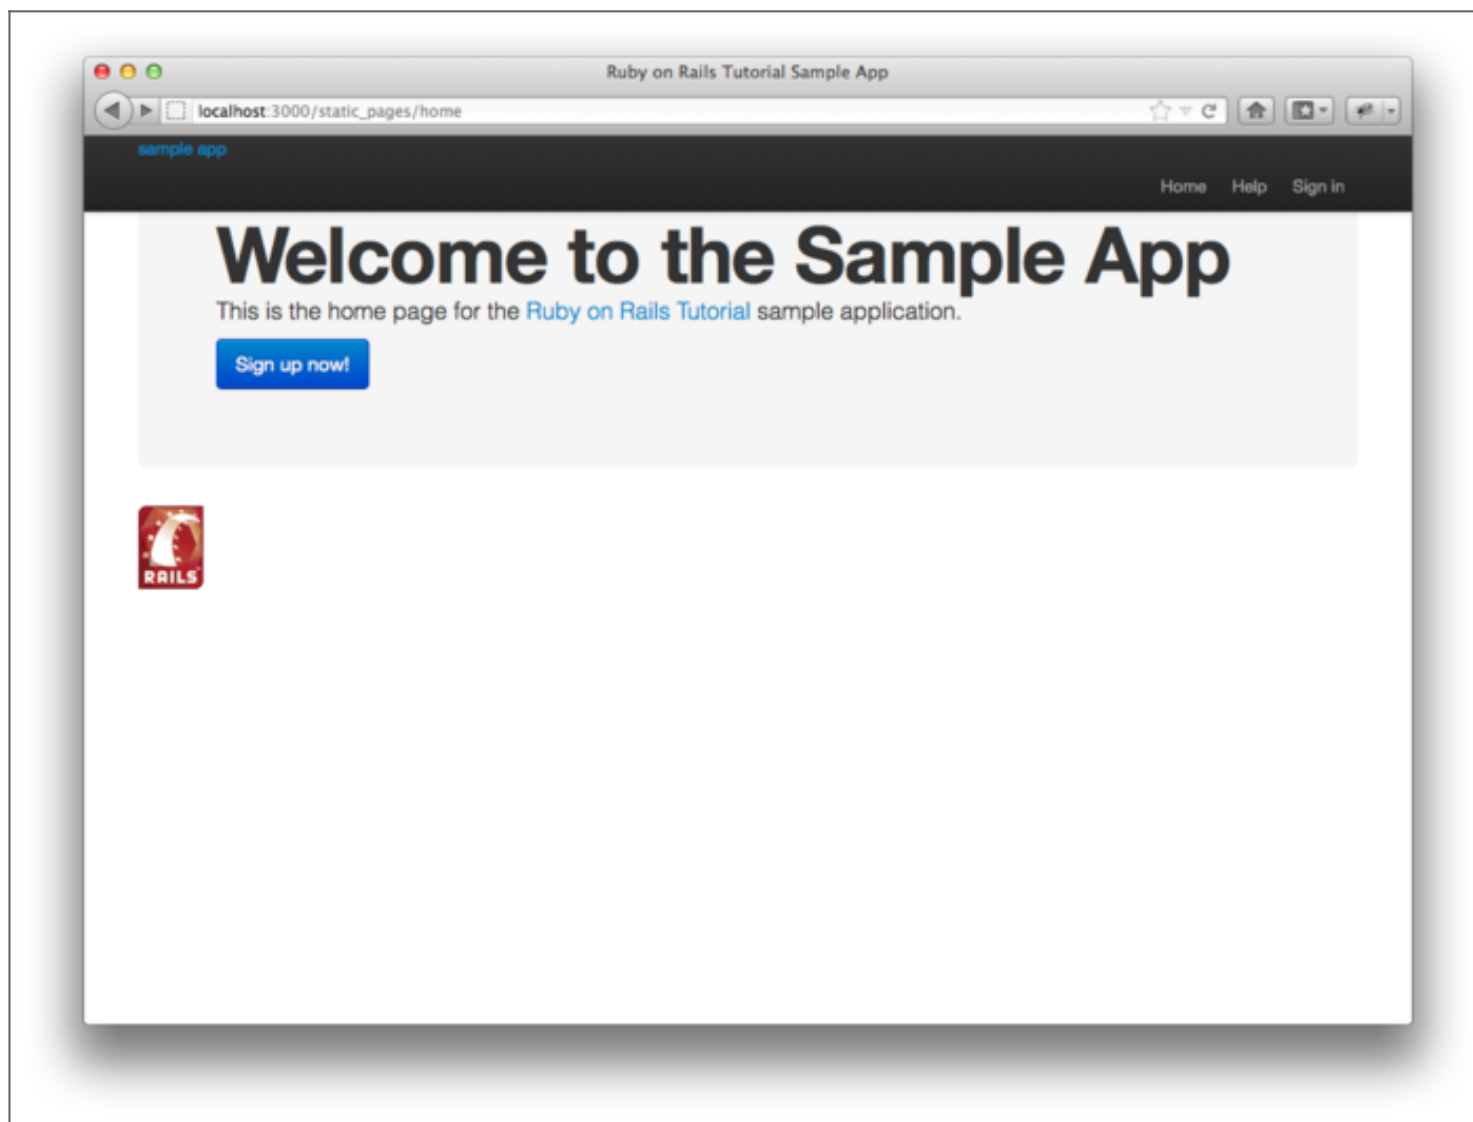 Ruby on Rails Tutorial Sample App
localhost:3000/static_pages/home
sample app
Home Help Sign in
Welcome to the Sample App
This is the home page for the Ruby on Rails Tutorial sample application.
Sign up now!
RAILS